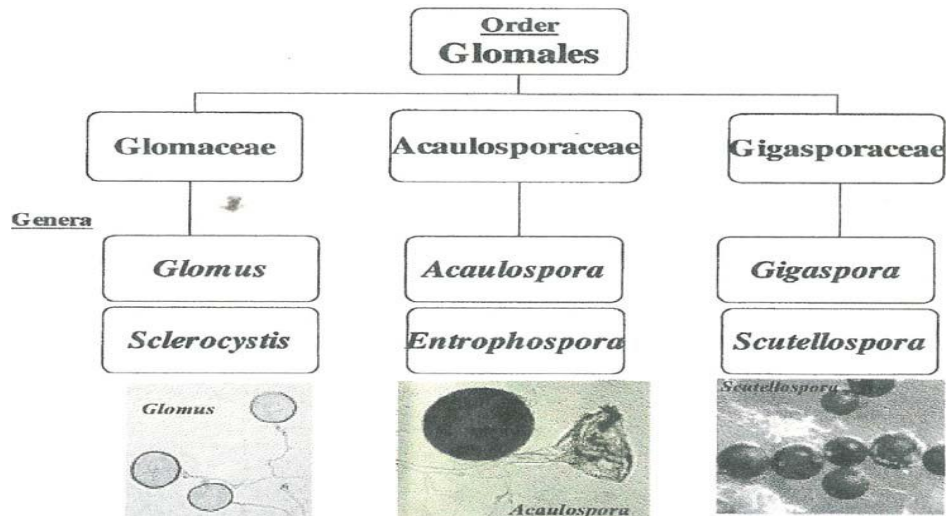 Order
Glomales
Glomaceae
Acaulosporaceae
Gigasporaceae
Genera
Glomus
Acaulospora
Gigaspora
Sclerocystis
Entrophospora
Scutellospora
Glomus
Acaulospora
Scutellospora